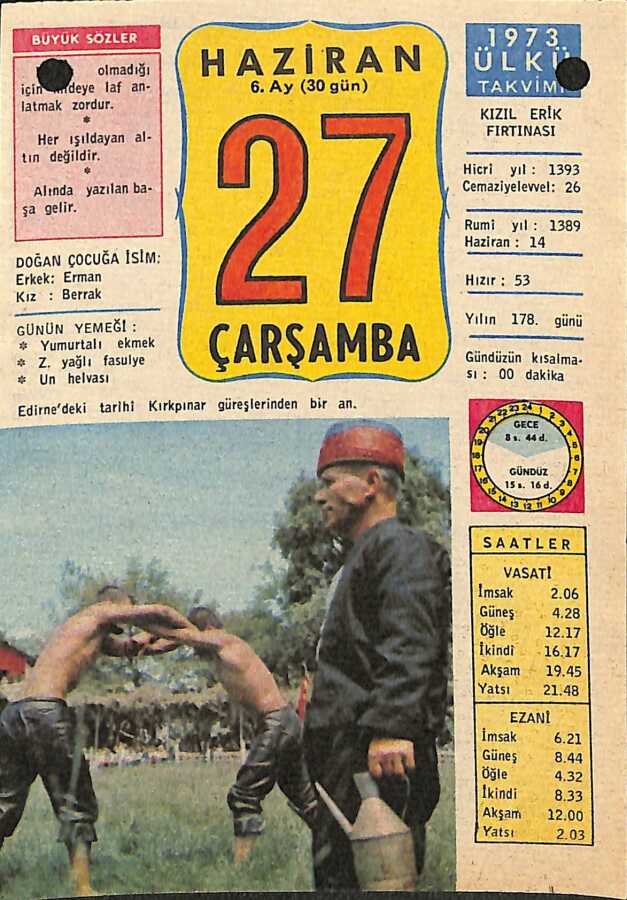 BÜYÜK SÖZLER
olmadığı
için deye laf an-
latmak zordur.
*
Her ışıldayan al-
tın değildir.
*
Alında yazılan ba-
şa gelir.
DOĞAN ÇOCUĞA İSİM:
Erkek: Erman
Kız : Berrak
GÜNÜN YEMEĞİ :
* Yumurtalı ekmek
* Z. yağlı fasulye
* Un helvası
HAZİRAN
6. Ay (30 gün)
27
ÇARŞAMBA
1973
ÜLKÜ
TAKVİMİ
KIZIL ERİK
FIRTINASI
Hicri yıl : 1393
Cemaziyelevvel: 26
Rumi yıl : 1389
Haziran : 14
Hızır : 53
Yılın 178. günü
Gündüzün kısalma-
sı : 00 dakika
Edirne'deki tarihi Kırkpınar güreşlerinden bir an.
GECE
8 s. 44 d.
GÜNDÜZ
15 s. 16 d.
SAATLER
VASATİ
İmsak 2.06
Güneş 4.28
Öğle 12.17
İkindi 16.17
Akşam 19.45
Yatsı 21.48
EZANİ
İmsak 6.21
Güneş 8.44
Öğle 4.32
İkindi 8.33
Akşam 12.00
Yatsı 2.03